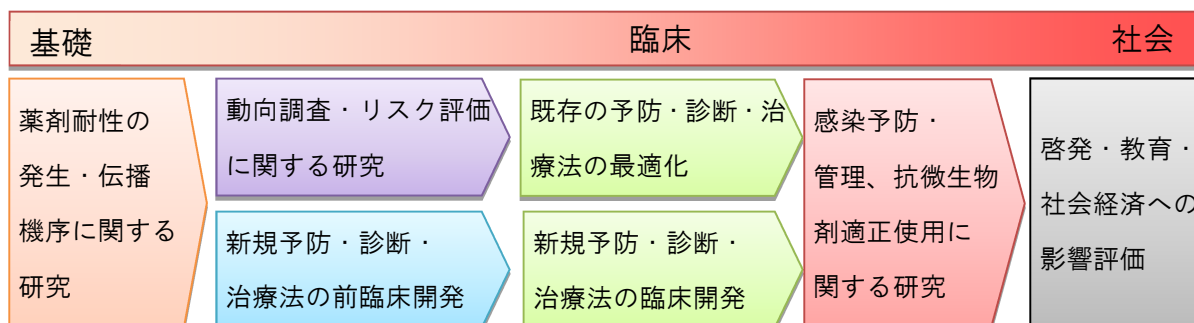 基礎
臨床
社会
薬剤耐性の
発生・伝播
機序に関する
研究
動向調査・リスク評価
に関する研究
新規予防・診断・
治療法の前臨床開発
既存の予防・診断・治
療法の最適化
新規予防・診断・
治療法の臨床開発
感染予防・
管理、抗微生物
剤適正使用に
関する研究
啓発・教育・
社会経済への
影響評価